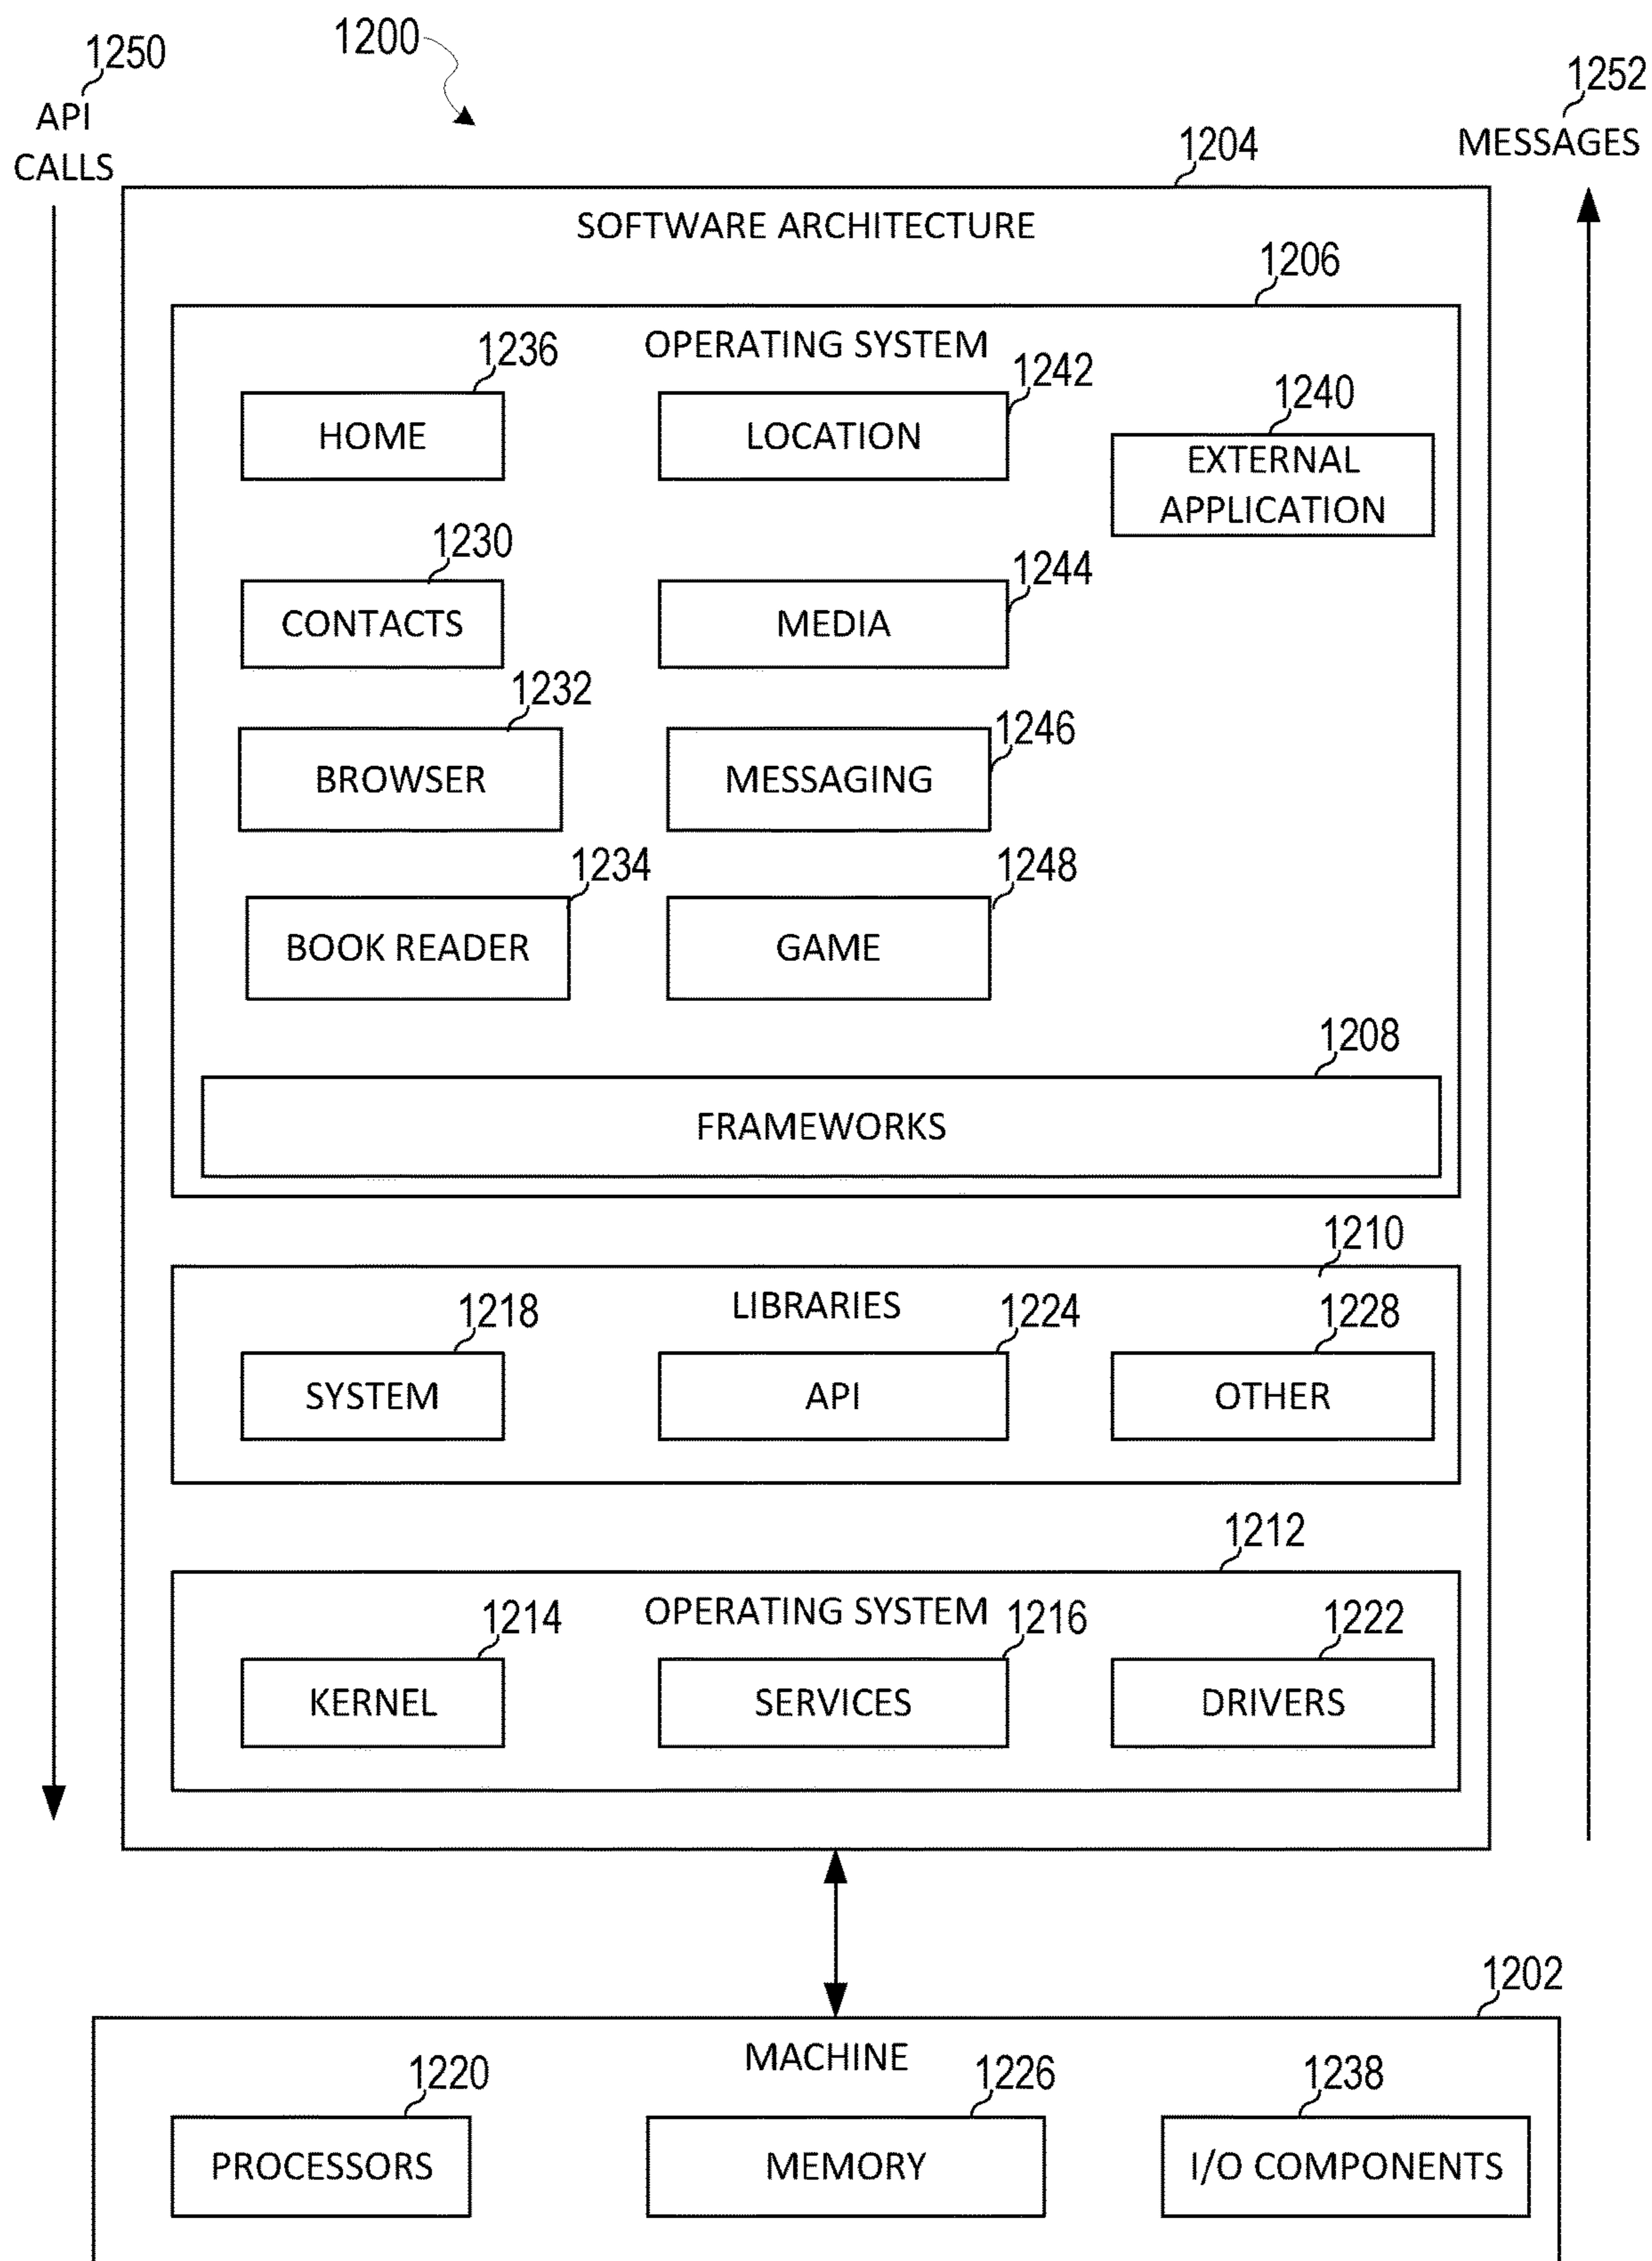 1250
API
CALLS
1200
1252
MESSAGES
1204
SOFTWARE ARCHITECTURE
1206
OPERATING SYSTEM
1236
HOME
1242
LOCATION
1240
EXTERNAL
APPLICATION
1230
CONTACTS
1244
MEDIA
1232
BROWSER
1246
MESSAGING
1234
BOOK READER
1248
GAME
1208
FRAMEWORKS
1210
LIBRARIES
1218
SYSTEM
1224
API
1228
OTHER
1212
OPERATING SYSTEM
1214
KERNEL
1216
SERVICES
1222
DRIVERS
1202
MACHINE
1220
PROCESSORS
1226
MEMORY
1238
I/O COMPONENTS